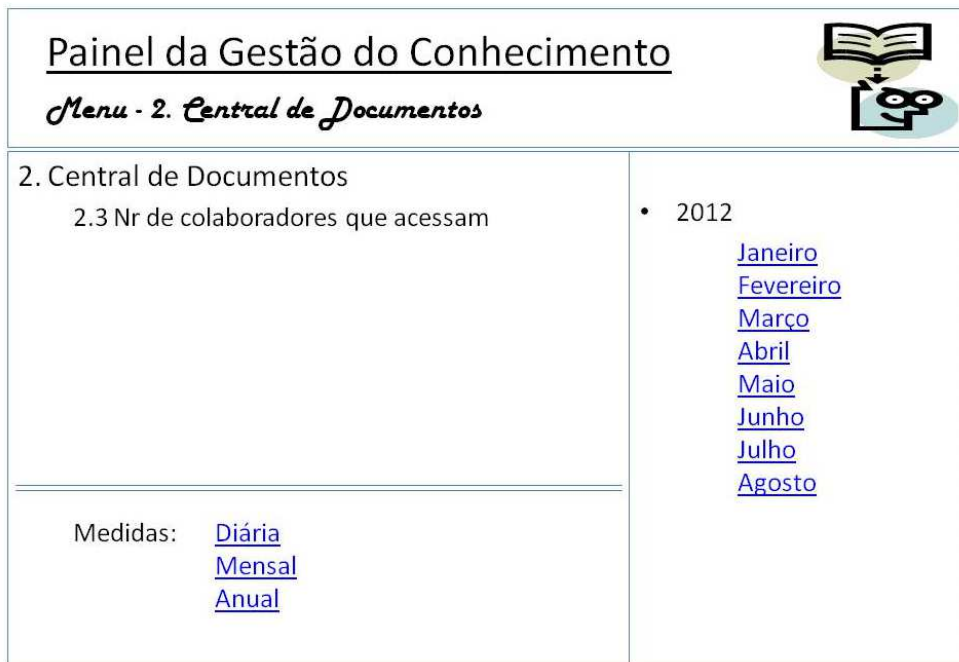 Painel da Gestão do Conhecimento
Menu - 2. Central de Documentos
2. Central de Documentos
2.3 Nr de colaboradores que acessam
Medidas: Diária
Mensal
Anual
• 2012
Janeiro
Fevereiro
Março
Abril
Maio
Junho
Julho
Agosto